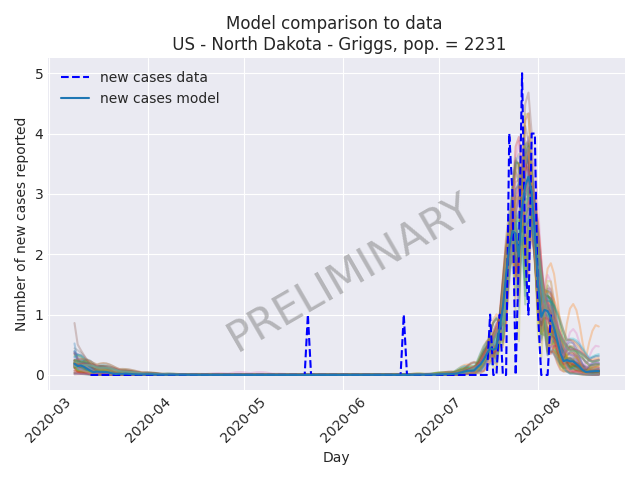 Model comparison to data
US - North Dakota - Griggs, pop. = 2231
new cases data
new cases model
Number of new cases reported
5
4
3
2
1
0
PRELIMINARY
2020-03
2020-04
2020-05
2020-06
2020-07
2020-08
Day